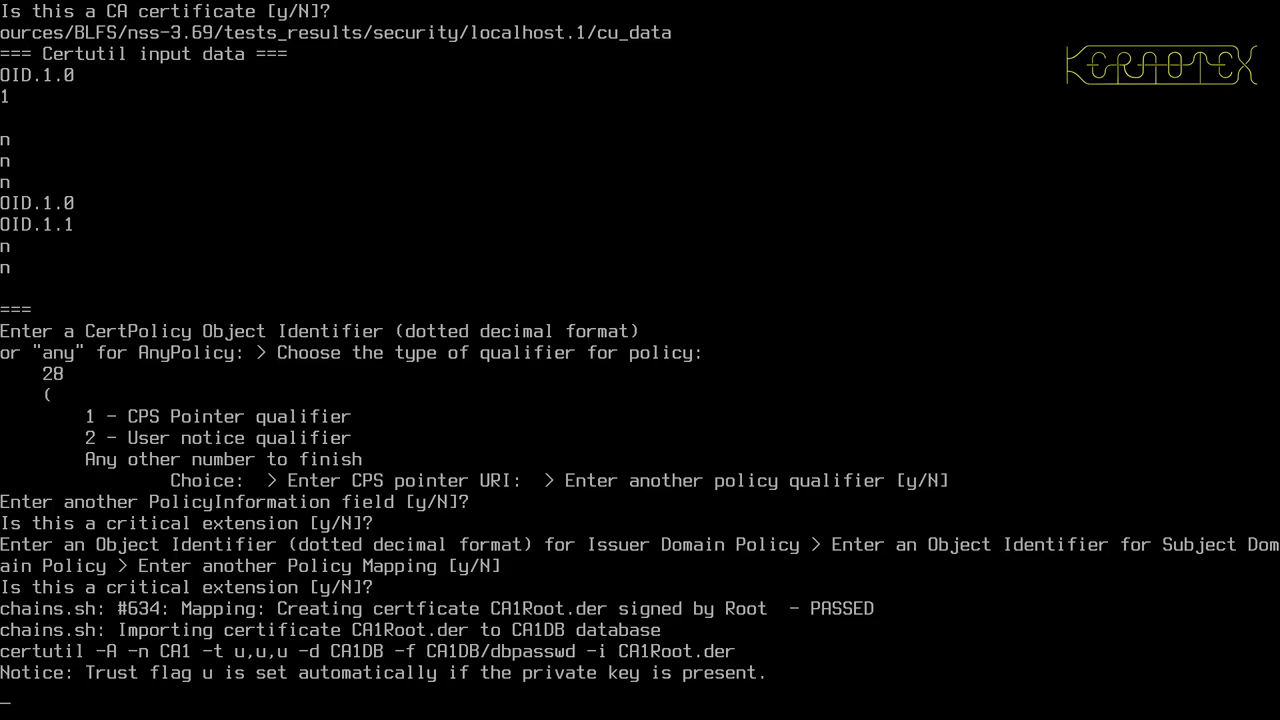 Is this a CA certificate [y/N]?
ources/BLFS/nss-3.69/tests_results/security/localhost.1/cu_data
=== Certutil input data ===
OID.1.0
1
n
n
n
OID.1.0
OID.1.1
n
n
===
Enter a CertPolicy Object Identifier (dotted decimal format)
or "any" for AnyPolicy: > Choose the type of qualifier for policy:
28
(
1 - CPS Pointer qualifier
2 - User notice qualifier
Any other number to finish
Choice:  > Enter CPS pointer URI:  > Enter another policy qualifier [y/N]
Enter another PolicyInformation field [y/N]?
Is this a critical extension [y/N]?
Enter an Object Identifier (dotted decimal format) for Issuer Domain Policy > Enter an Object Identifier for Subject Dom
ain Policy > Enter another Policy Mapping [y/N]
Is this a critical extension [y/N]?
chains.sh: #634: Mapping: Creating certficate CA1Root.der signed by Root  - PASSED
chains.sh: Importing certificate CA1Root.der to CA1DB database
certutil -A -n CA1 -t u,u,u -d CA1DB -f CA1DB/dbpasswd -i CA1Root.der
Notice: Trust flag u is set automatically if the private key is present.
_
KERNOTEX